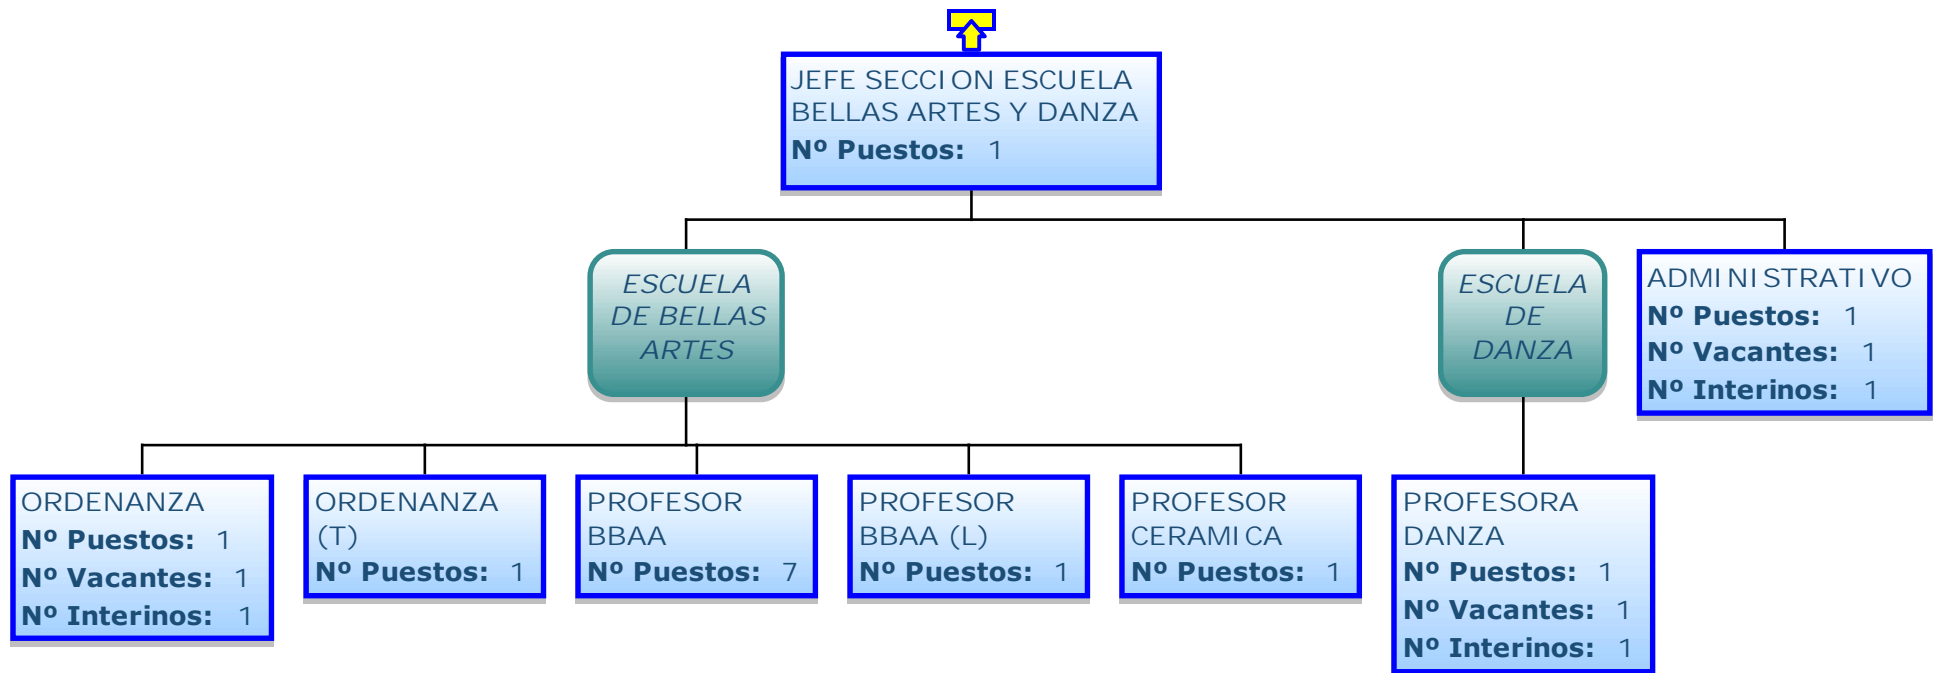 JEFE SECCION ESCUELA
BELLAS ARTES Y DANZA
Nº Puestos: 1
ESCUELA
DE BELLAS
ARTES
ESCUELA
DE
DANZA
ADMINISTRATIVO
Nº Puestos: 1
Nº Vacantes: 1
Nº Interinos: 1
ORDENANZA
Nº Puestos: 1
Nº Vacantes: 1
Nº Interinos: 1
ORDENANZA
(T)
Nº Puestos: 1
PROFESOR
BBAA
Nº Puestos: 7
PROFESOR
BBAA (L)
Nº Puestos: 1
PROFESOR
CERAMICA
Nº Puestos: 1
PROFESORA
DANZA
Nº Puestos: 1
Nº Vacantes: 1
Nº Interinos: 1